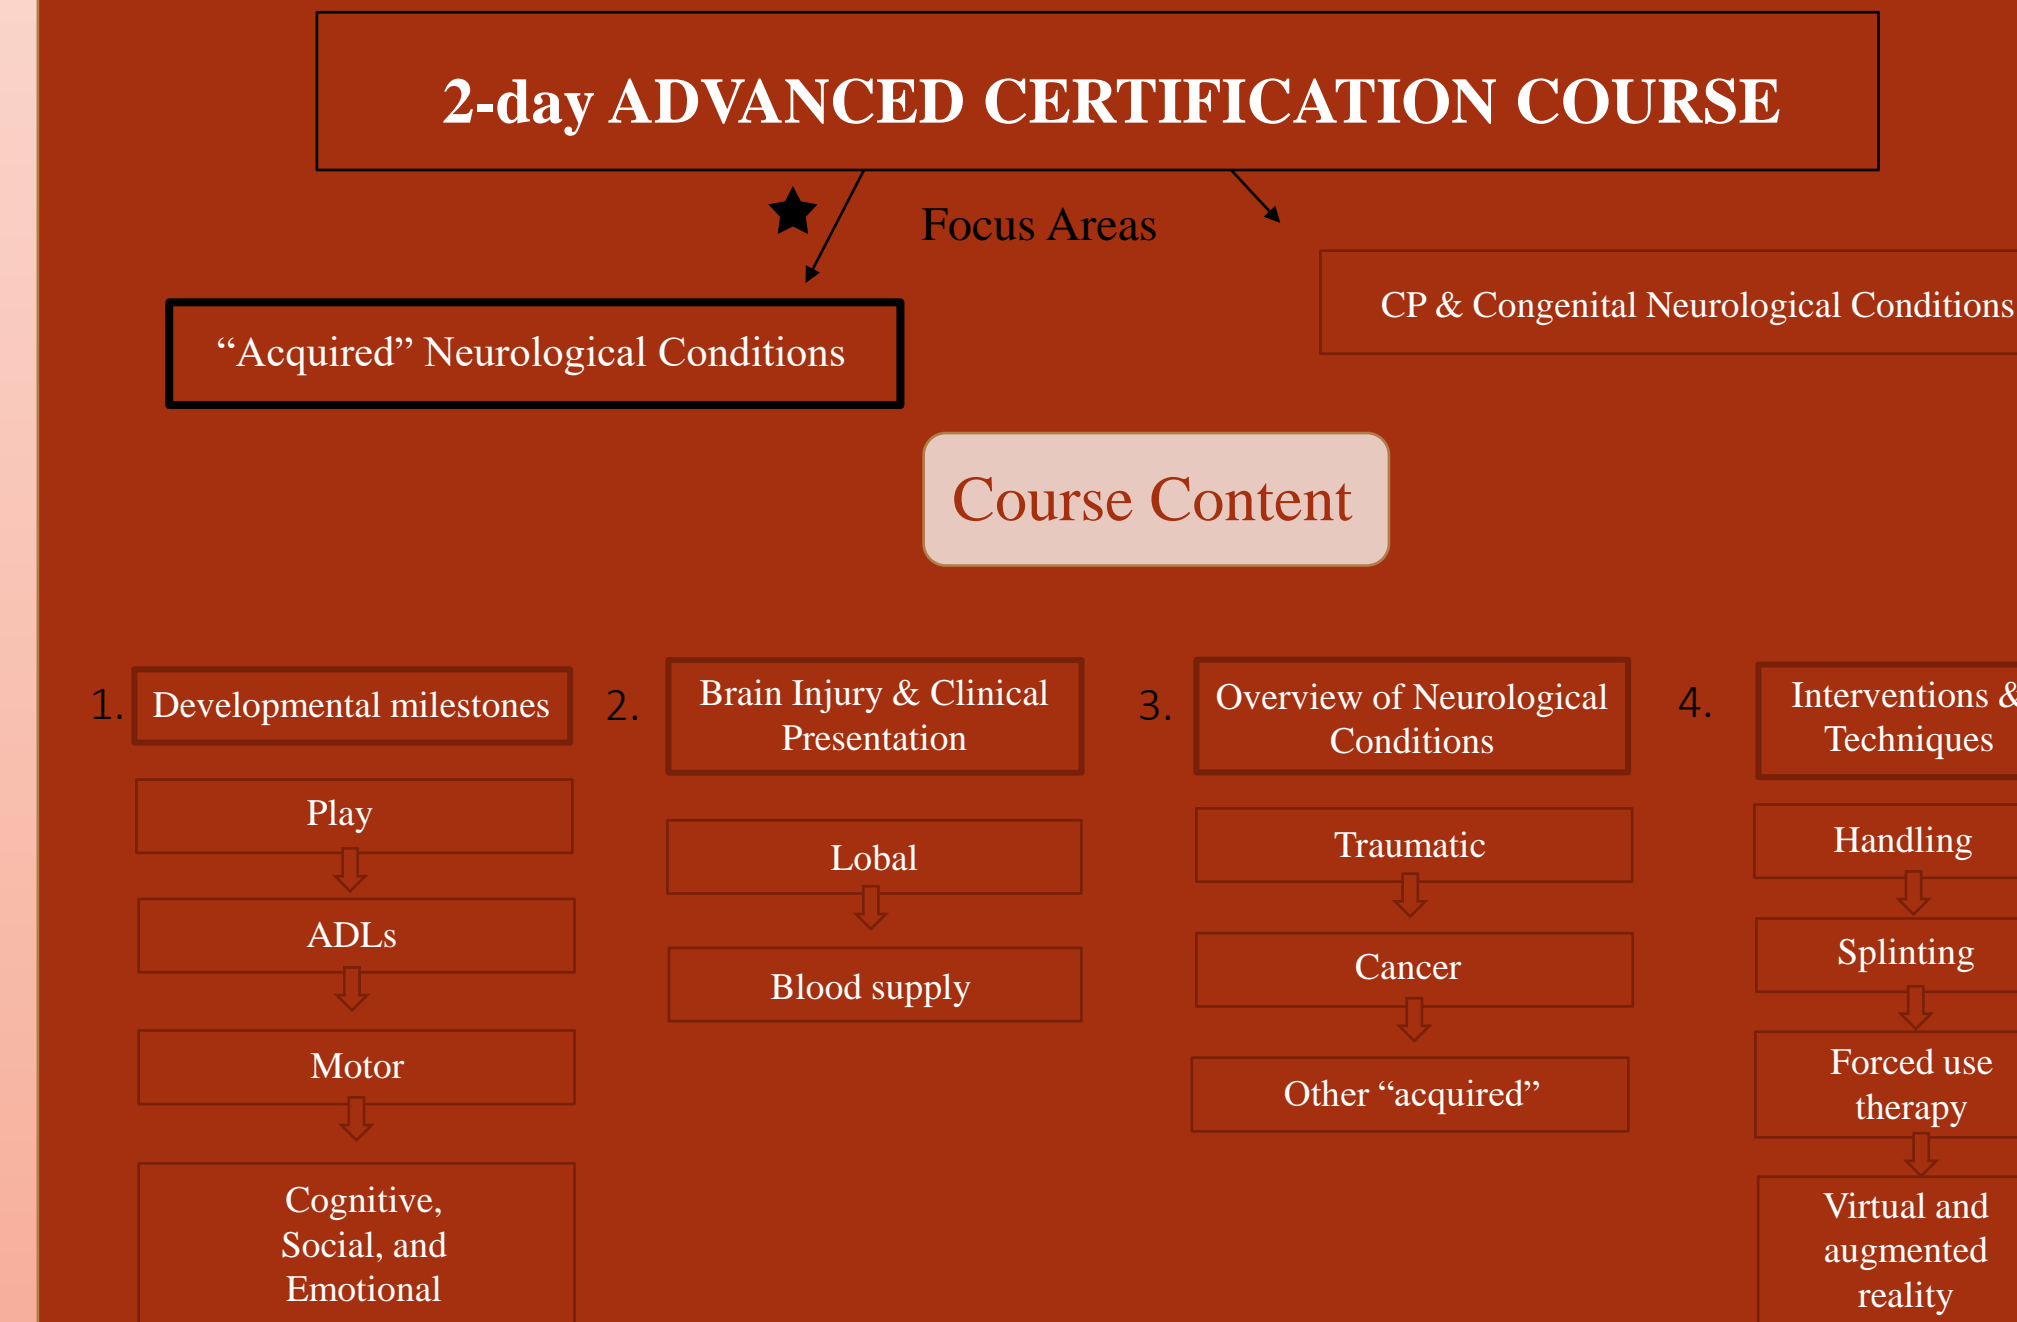 2-day ADVANCED CERTIFICATION COURSE
Focus Areas
“Acquired” Neurological Conditions
CP & Congenital Neurological Conditions
Course Content
1.
Developmental milestones
Play
ADLs
Motor
Cognitive,
Social, and
Emotional
2.
Brain Injury & Clinical
Presentation
Lobal
Blood supply
3.
Overview of Neurological
Conditions
Traumatic
Cancer
Other “acquired”
4.
Interventions &
Techniques
Handling
Splinting
Forced use
therapy
Virtual and
augmented
reality